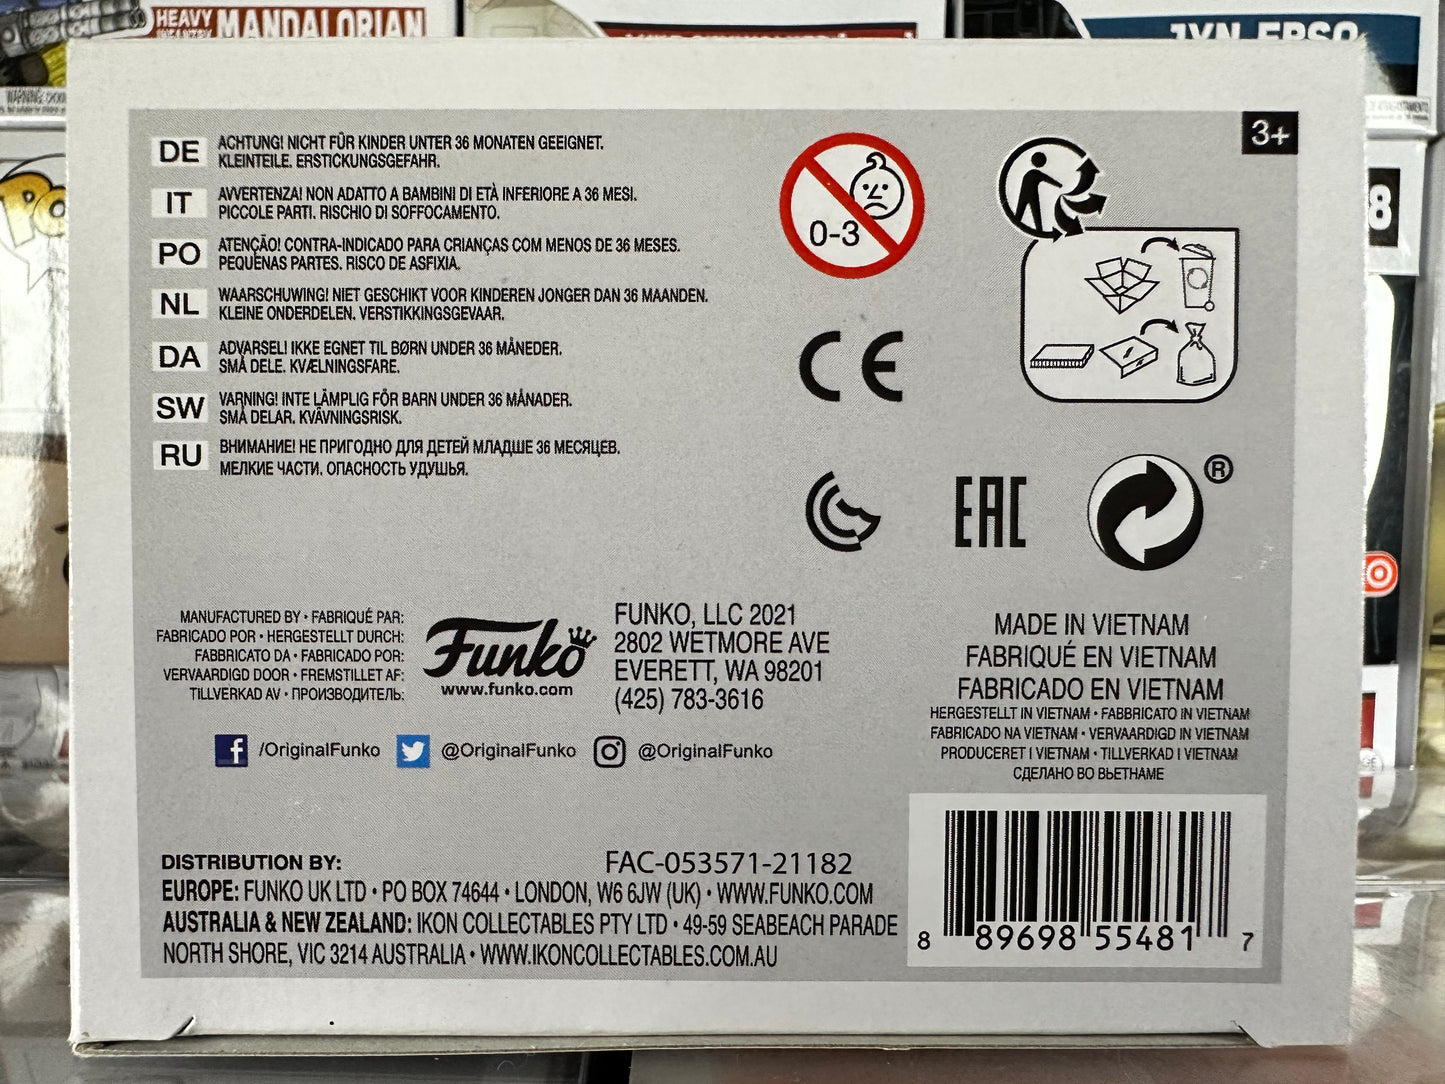 HEAVY
MANDALORIAN
JYN ERSO
3+
DE
ACHTUNG! NICHT FÜR KINDER UNTER 36 MONATEN GEEIGNET.
KLEINTEILE. ERSTICKUNGSGEFAHR.
IT
AVVERTENZA! NON ADATTO A BAMBINI DI ETÀ INFERIORE A 36 MESI.
PICCOLE PARTI. RISCHIO DI SOFFOCAMENTO.
PO
ATENÇÃO! CONTRA-INDICADO PARA CRIANÇAS COM MENOS DE 36 MESES.
PEQUENAS PARTES. RISCO DE ASFIXIA.
NL
WAARSCHUWING! NIET GESCHIKT VOOR KINDEREN JONGER DAN 36 MAANDEN.
KLEINE ONDERDELEN. VERSTIKKINGSGEVAAR.
DA
ADVARSEL! IKKE EGNET TIL BØRN UNDER 36 MÅNEDER.
SMÅ DELE. KVÆLNINGSFARE.
SW
VARNING! INTE LÄMPLIG FÖR BARN UNDER 36 MÅNADER.
SMÅ DELAR. KVÄVNINGSRISK.
RU
ВНИМАНИЕ! НЕ ПРИГОДНО ДЛЯ ДЕТЕЙ МЛАДШЕ 36 МЕСЯЦЕВ.
МЕЛКИЕ ЧАСТИ. ОПАСНОСТЬ УДУШЬЯ.
0-3
CE
EAC
®
8
MANUFACTURED BY • FABRIQUÉ PAR:
FABRICADO POR • HERGESTELLT DURCH:
FABBRICATO DA • FABRICADO POR:
VERVAARDIGD DOOR • FREMSTILLET AF:
TILLVERKAD AV • ПРОИЗВОДИТЕЛЬ:
Funko
www.funko.com
FUNKO, LLC 2021
2802 WETMORE AVE
EVERETT, WA 98201
(425) 783-3616
/OriginalFunko @OriginalFunko @OriginalFunko
MADE IN VIETNAM
FABRIQUÉ EN VIETNAM
FABRICADO EN VIETNAM
HERGESTELLT IN VIETNAM • FABBRICATO IN VIETNAM
FABRICADO NA VIETNAM • VERVAARDIGD IN VIETNAM
PRODUCERET I VIETNAM • TILLVERKAD I VIETNAM
СДЕЛАНО ВО ВЬЕТНАМЕ
DISTRIBUTION BY:
FAC-053571-21182
EUROPE: FUNKO UK LTD • PO BOX 74644 • LONDON, W6 6JW (UK) • WWW.FUNKO.COM
AUSTRALIA & NEW ZEALAND: IKON COLLECTABLES PTY LTD • 49-59 SEABEACH PARADE
NORTH SHORE, VIC 3214 AUSTRALIA • WWW.IKONCOLLECTABLES.COM.AU
8 89698 55481 7